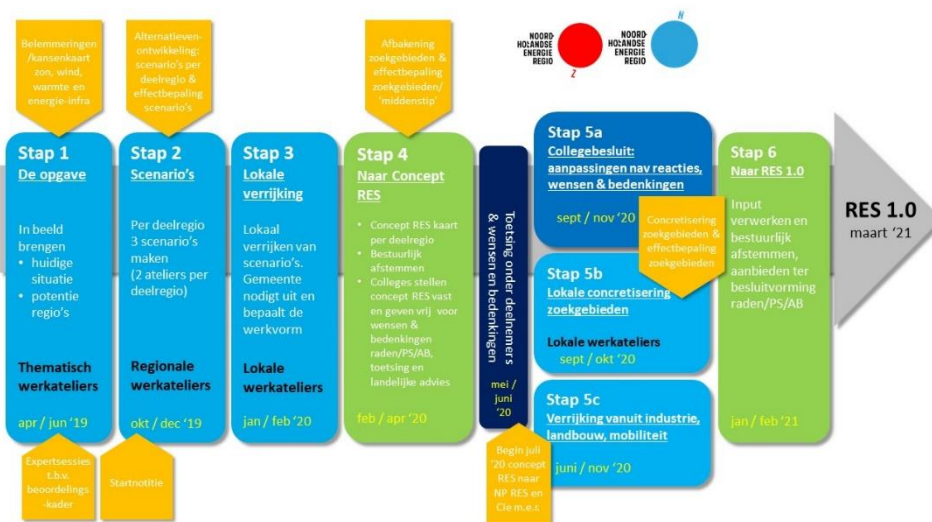 Belemmeringen
/kansenkaart
zon, wind,
warmte en
energie-infra
Alternatieven-
ontwikkeling:
scenario's per
deelregio &
effectbepaling
scenario's
Afbakening
zoekgebieden &
effectbepaling
zoekgebieden/
'middenstip'
NOORD
HOLLANDSE
ENERGIE
REGIO
Z
NOORD
HOLLANDSE
ENERGIE
REGIO
N
Stap 1
De opgave
In beeld
brengen
• huidige
situatie
• potentie
regio's
Thematisch
werkateliers
apr / jun '19
Expertsessies
t.b.v.
beoordelings
-kader
Stap 2
Scenario's
Per deelregio
3 scenario's
maken
(2 ateliers per
deelregio)
Regionale
werkateliers
okt / dec '19
Startnotitie
Stap 3
Lokale
verrijking
Lokaal
verrijken van
scenario's.
Gemeente
nodigt uit en
bepaalt de
werkvorm
Lokale
werkateliers
jan / feb '20
Stap 4
Naar Concept
RES
• Concept RES kaart
per deelregio
• Bestuurlijk
afstemmen
• Colleges stellen
concept RES vast
en geven vrij voor
wensen &
bedenkingen
raden/PS/AB,
toetsing en
landelijke advies
feb / apr '20
Toetsing onder deelnemers
& wensen en bedenkingen
mei /
juni
'20
Begin juli
'20 concept
RES naar
NP RES en
Cie m.e.r.
Stap 5a
Collegebesluit:
aanpassingen nav reacties,
wensen & bedenkingen
sept / nov '20
Concretisering
zoekgebieden &
effectbepaling
zoekgebieden
Stap 5b
Lokale concretisering
zoekgebieden
Lokale werkateliers
sept / okt '20
Stap 5c
Verrijking vanuit industrie,
landbouw, mobiliteit
juni / nov '20
Stap 6
Naar RES 1.0
Input
verwerken en
bestuurlijk
afstemmen,
aanbieden ter
besluitvorming
raden/PS/AB
jan / feb '21
RES 1.0
maart '21